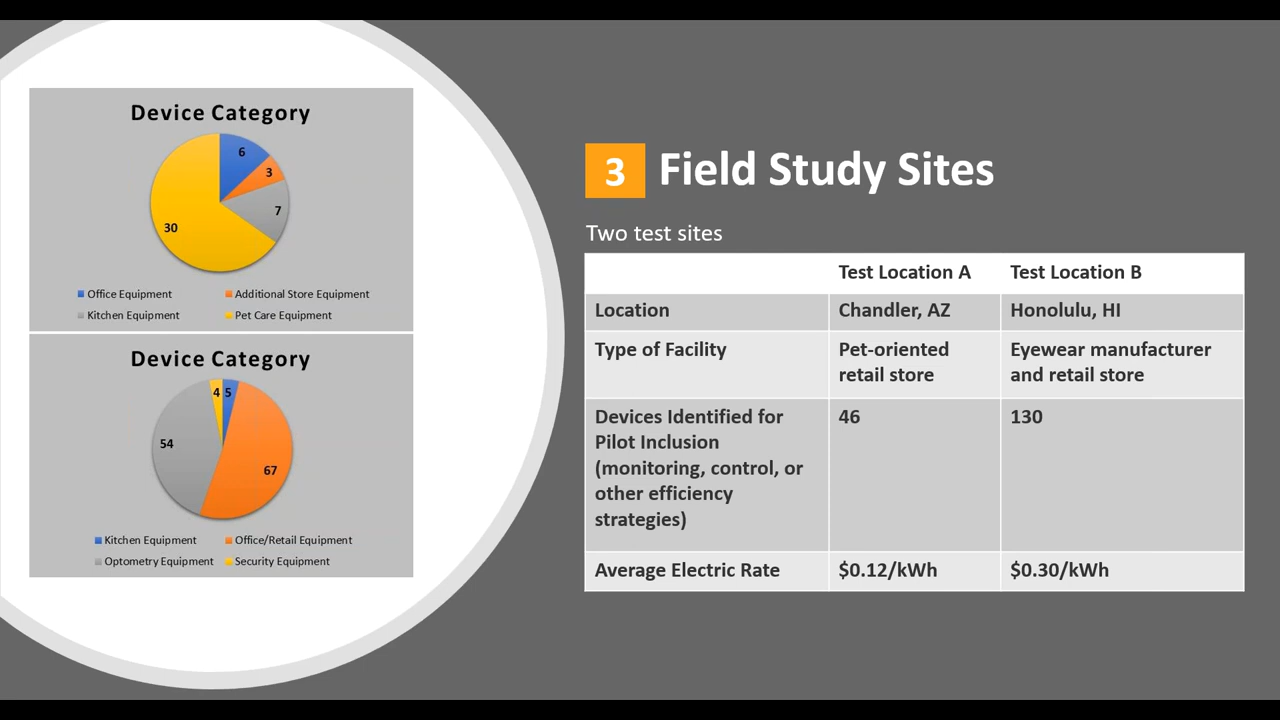 Device Category
6
3
7
30
Office Equipment
Additional Store Equipment
Kitchen Equipment
Pet Care Equipment
Device Category
4
5
54
67
Kitchen Equipment
Office/Retail Equipment
Optometry Equipment
Security Equipment
3 Field Study Sites
Two test sites
Test Location A
Test Location B
Location
Chandler, AZ
Honolulu, HI
Type of Facility
Pet-oriented
retail store
Eyewear manufacturer
and retail store
Devices Identified for
Pilot Inclusion
(monitoring, control, or
other efficiency
strategies)
46
130
Average Electric Rate
$0.12/kWh
$0.30/kWh